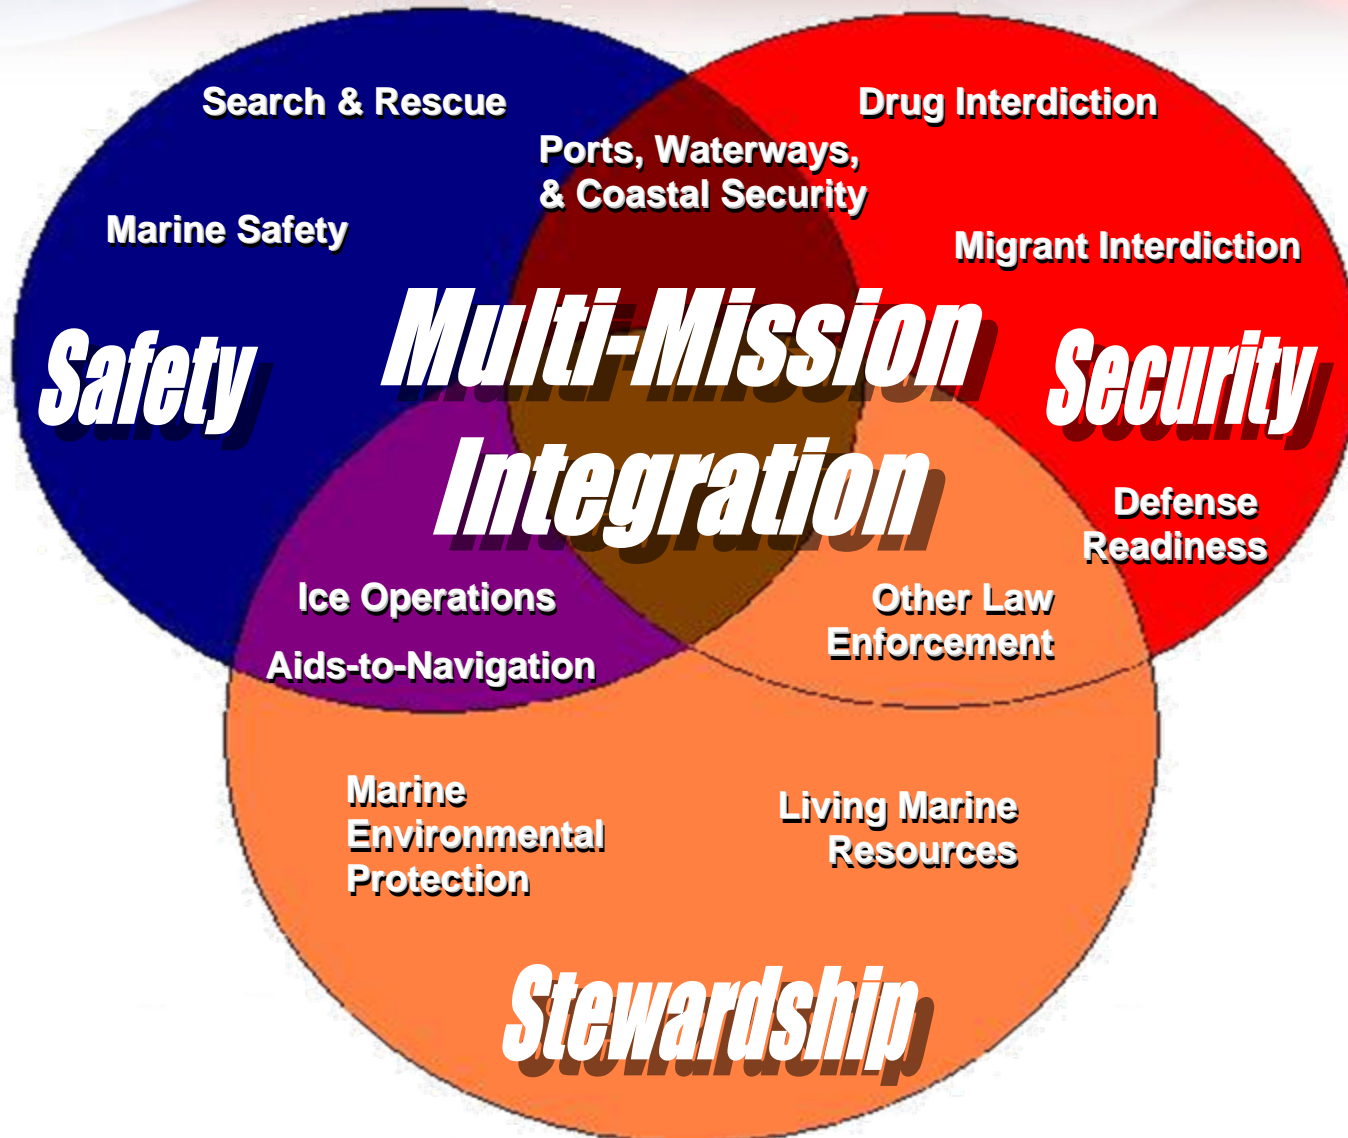 Search & Rescue
Drug Interdiction
Ports, Waterways,
& Coastal Security
Marine Safety
Migrant Interdiction
Multi-Mission
Integration
Safety
Security
Defense
Readiness
Ice Operations
Aids-to-Navigation
Other Law
Enforcement
Marine
Environmental
Protection
Living Marine
Resources
Stewardship